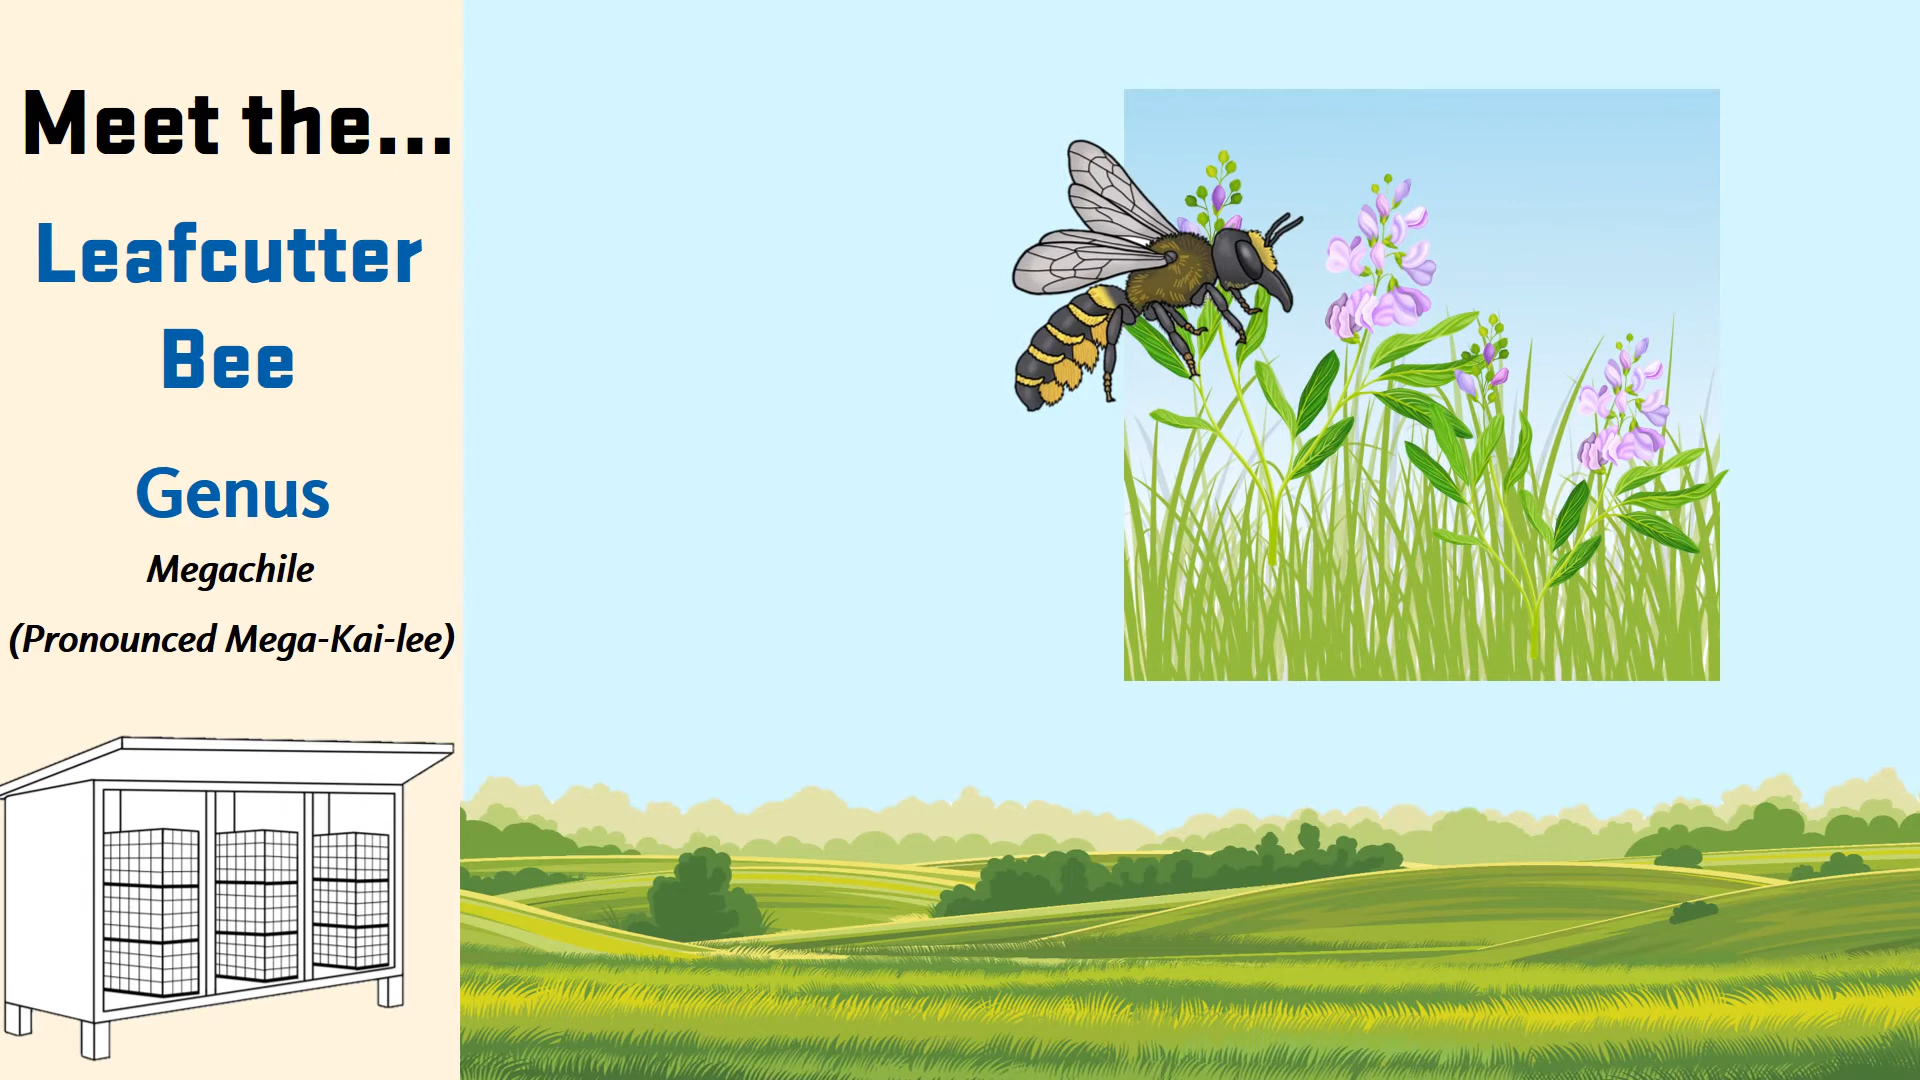 Meet the...
Leafcutter
Bee
Genus
Megachile
(Pronounced Mega-Kai-lee)